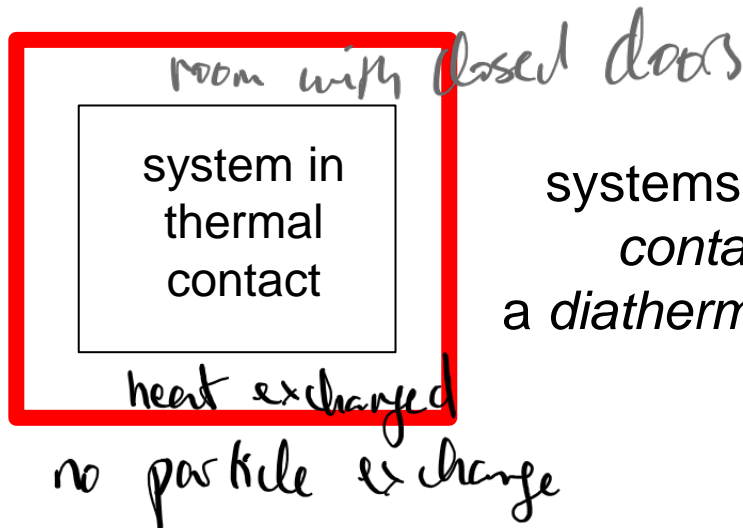 room with closed doors
system in
thermal
contact
systems
conta
a diatherm
heat exchanged
no particle exchange